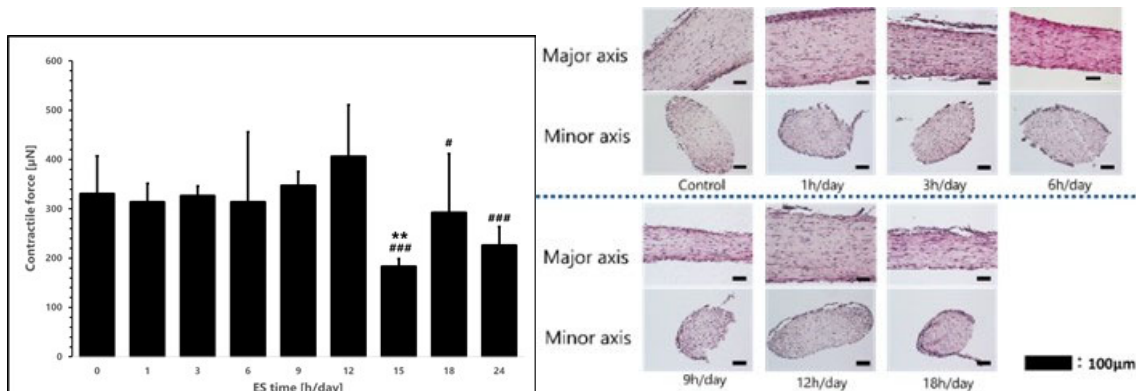 600
500
400
300
200
100
0
Contractile force [μN]
**
###
#
###
0 1 3 6 9 12 15 18 24
ES time [h/day]
Major axis
Minor axis
Control 1h/day 3h/day 6h/day
Major axis
Minor axis
9h/day 12h/day 18h/day
: 100μm